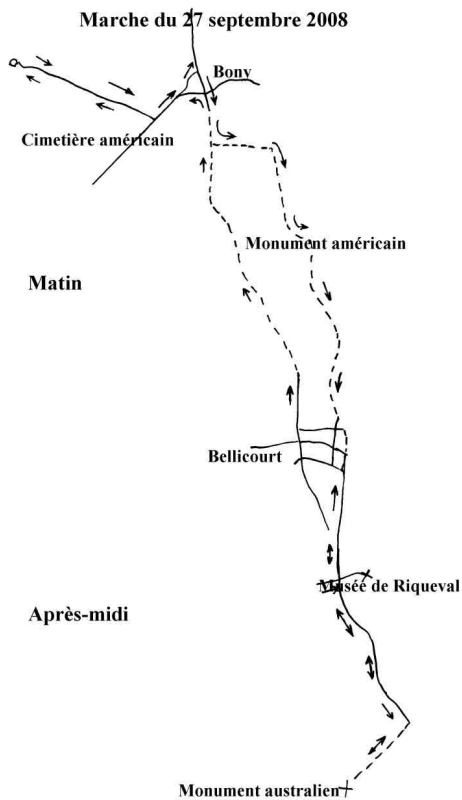 Marche du 27 septembre 2008
Bony
Cimetière américain
Monument américain
Matin
Bellicourt
Musée de Riqueval
Après-midi
Monument australien